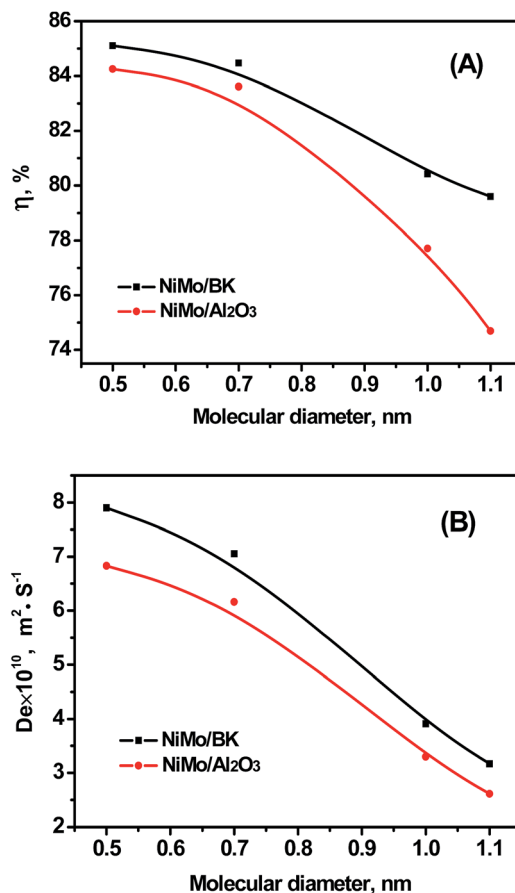 (A)
86
84
82
80
78
76
74
η, %
NiMo/BK
NiMo/Al₂O₃
0.5 0.6 0.7 0.8 0.9 1.0 1.1
Molecular diameter, nm
(B)
8
7
6
5
4
3
2
De×10¹⁰, m²· S⁻¹
NiMo/BK
NiMo/Al₂O₃
0.5 0.6 0.7 0.8 0.9 1.0 1.1
Molecular diameter, nm